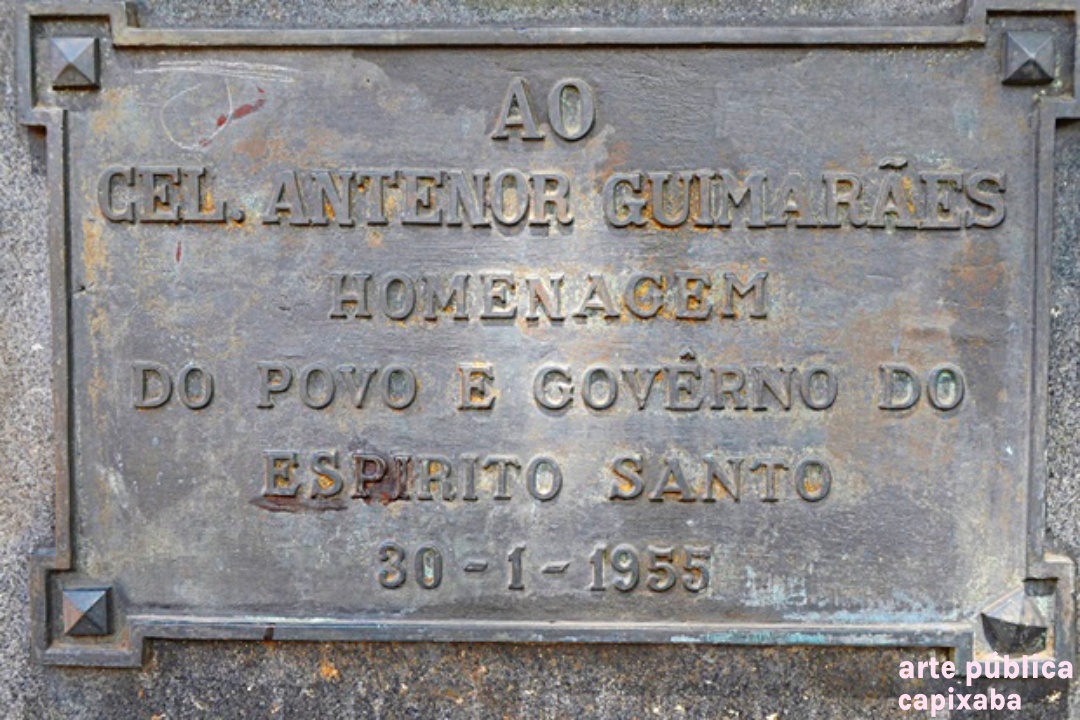 AO
CEL. ANTENOR GUIMARÃES
HOMENAGEM
DO POVO E GOVÊRNO DO
ESPIRITO SANTO
30-1-1955
arte pública
capixaba